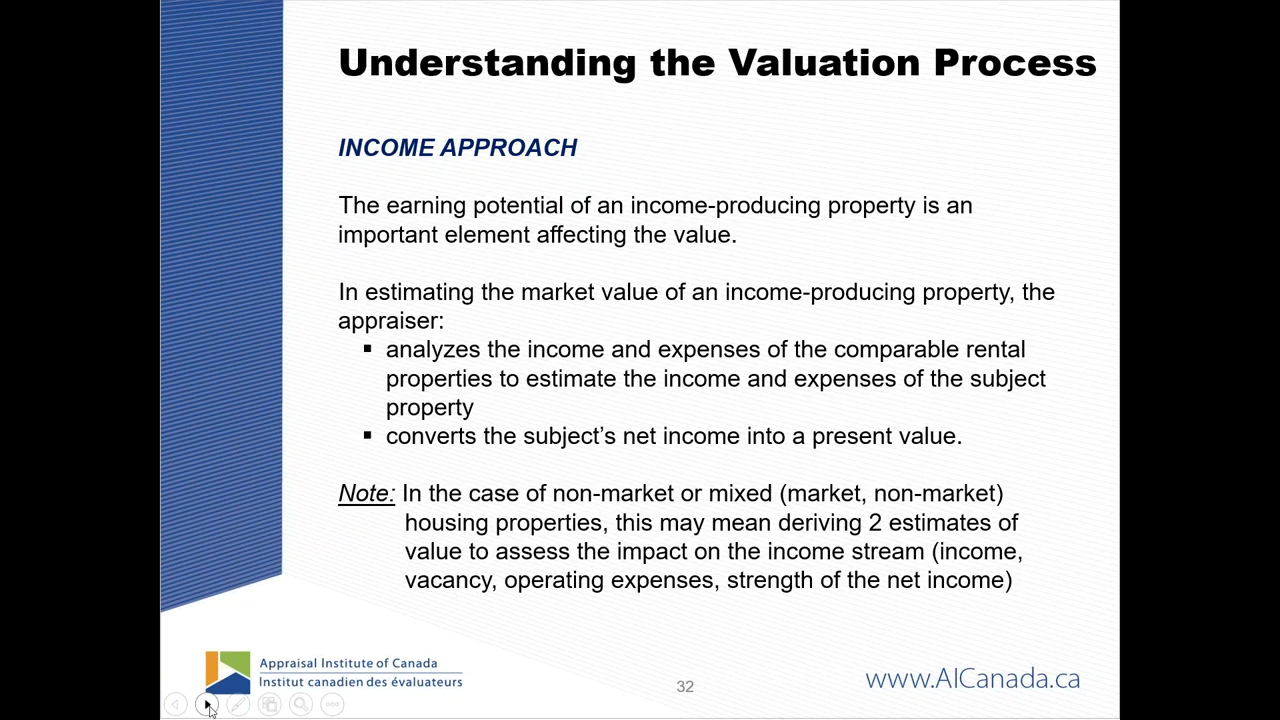 Understanding the Valuation Process
INCOME APPROACH
The earning potential of an income-producing property is an
important element affecting the value.
In estimating the market value of an income-producing property, the
appraiser:
▪ analyzes the income and expenses of the comparable rental
properties to estimate the income and expenses of the subject
property
▪ converts the subject’s net income into a present value.
Note: In the case of non-market or mixed (market, non-market)
housing properties, this may mean deriving 2 estimates of
value to assess the impact on the income stream (income,
vacancy, operating expenses, strength of the net income)
Appraisal Institute of Canada
Institut canadien des évaluateurs
32
www.AICanada.ca